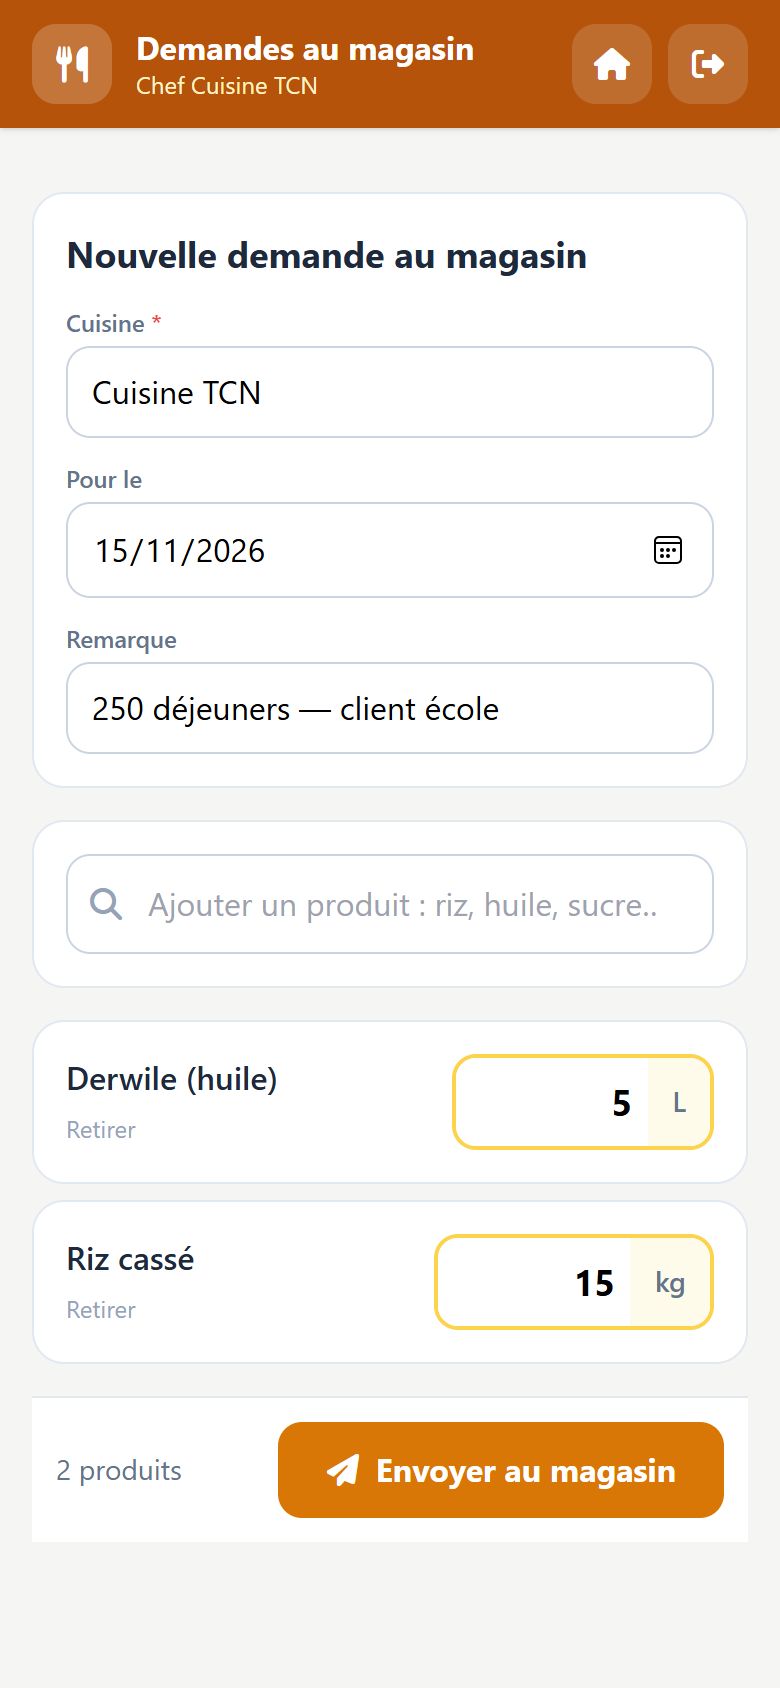 Demandes au magasin
Chef Cuisine TCN
Nouvelle demande au magasin
Cuisine *
Cuisine TCN
Pour le
15/11/2026
Remarque
250 déjeuners — client école
Ajouter un produit : riz, huile, sucre..
Derwile (huile)
5 L
Retirer
Riz cassé
15 kg
Retirer
2 produits
Envoyer au magasin